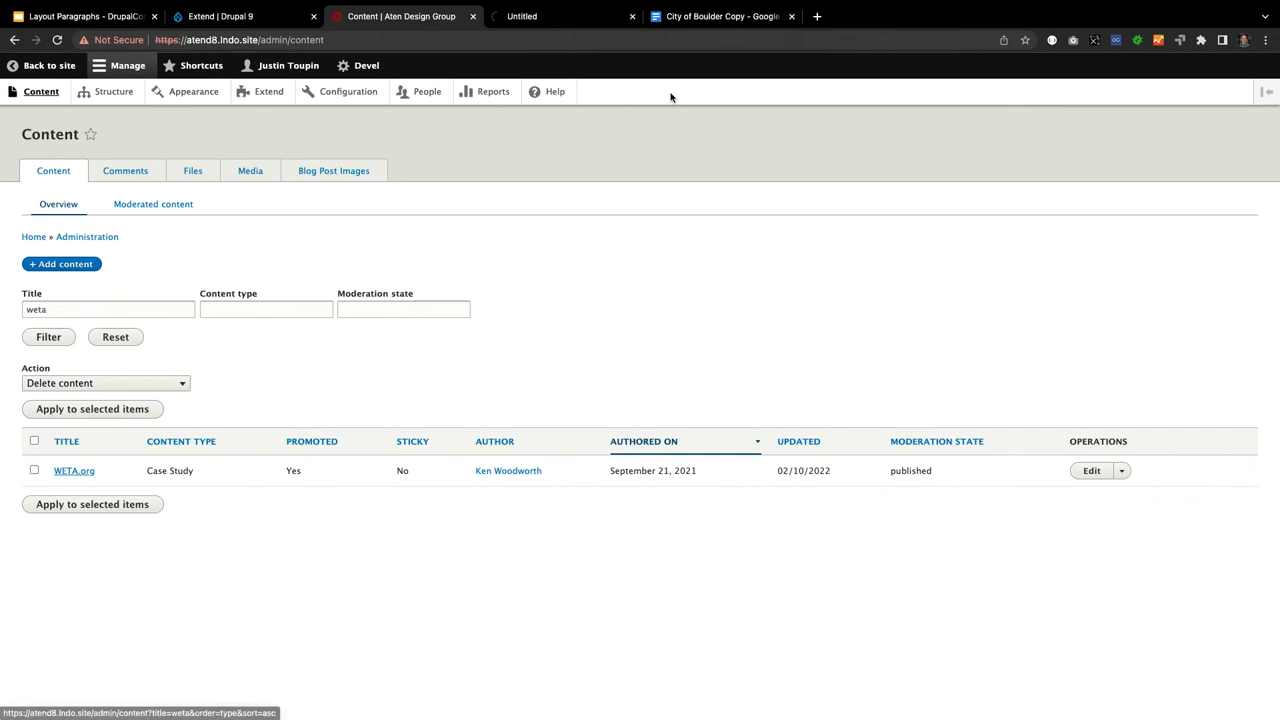 Layout Paragraphs - DrupalCo
Extend | Drupal 9
Content | Aten Design Group
Untitled
City of Boulder Copy - Google
Not Secure
https://atend8.lndo.site/admin/content
Back to site
Manage
Shortcuts
Justin Toupin
Devel
Content
Structure
Appearance
Extend
Configuration
People
Reports
Help
Content
Content
Comments
Files
Media
Blog Post Images
Overview
Moderated content
Home » Administration
+ Add content
Title
Content type
Moderation state
weta
Filter
Reset
Action
Delete content
Apply to selected items
TITLE
CONTENT TYPE
PROMOTED
STICKY
AUTHOR
AUTHORED ON
UPDATED
MODERATION STATE
OPERATIONS
WETA.org
Case Study
Yes
No
Ken Woodworth
September 21, 2021
02/10/2022
published
Edit
Apply to selected items
https://atend8.lndo.site/admin/content?title=weta&order=type&sort=asc